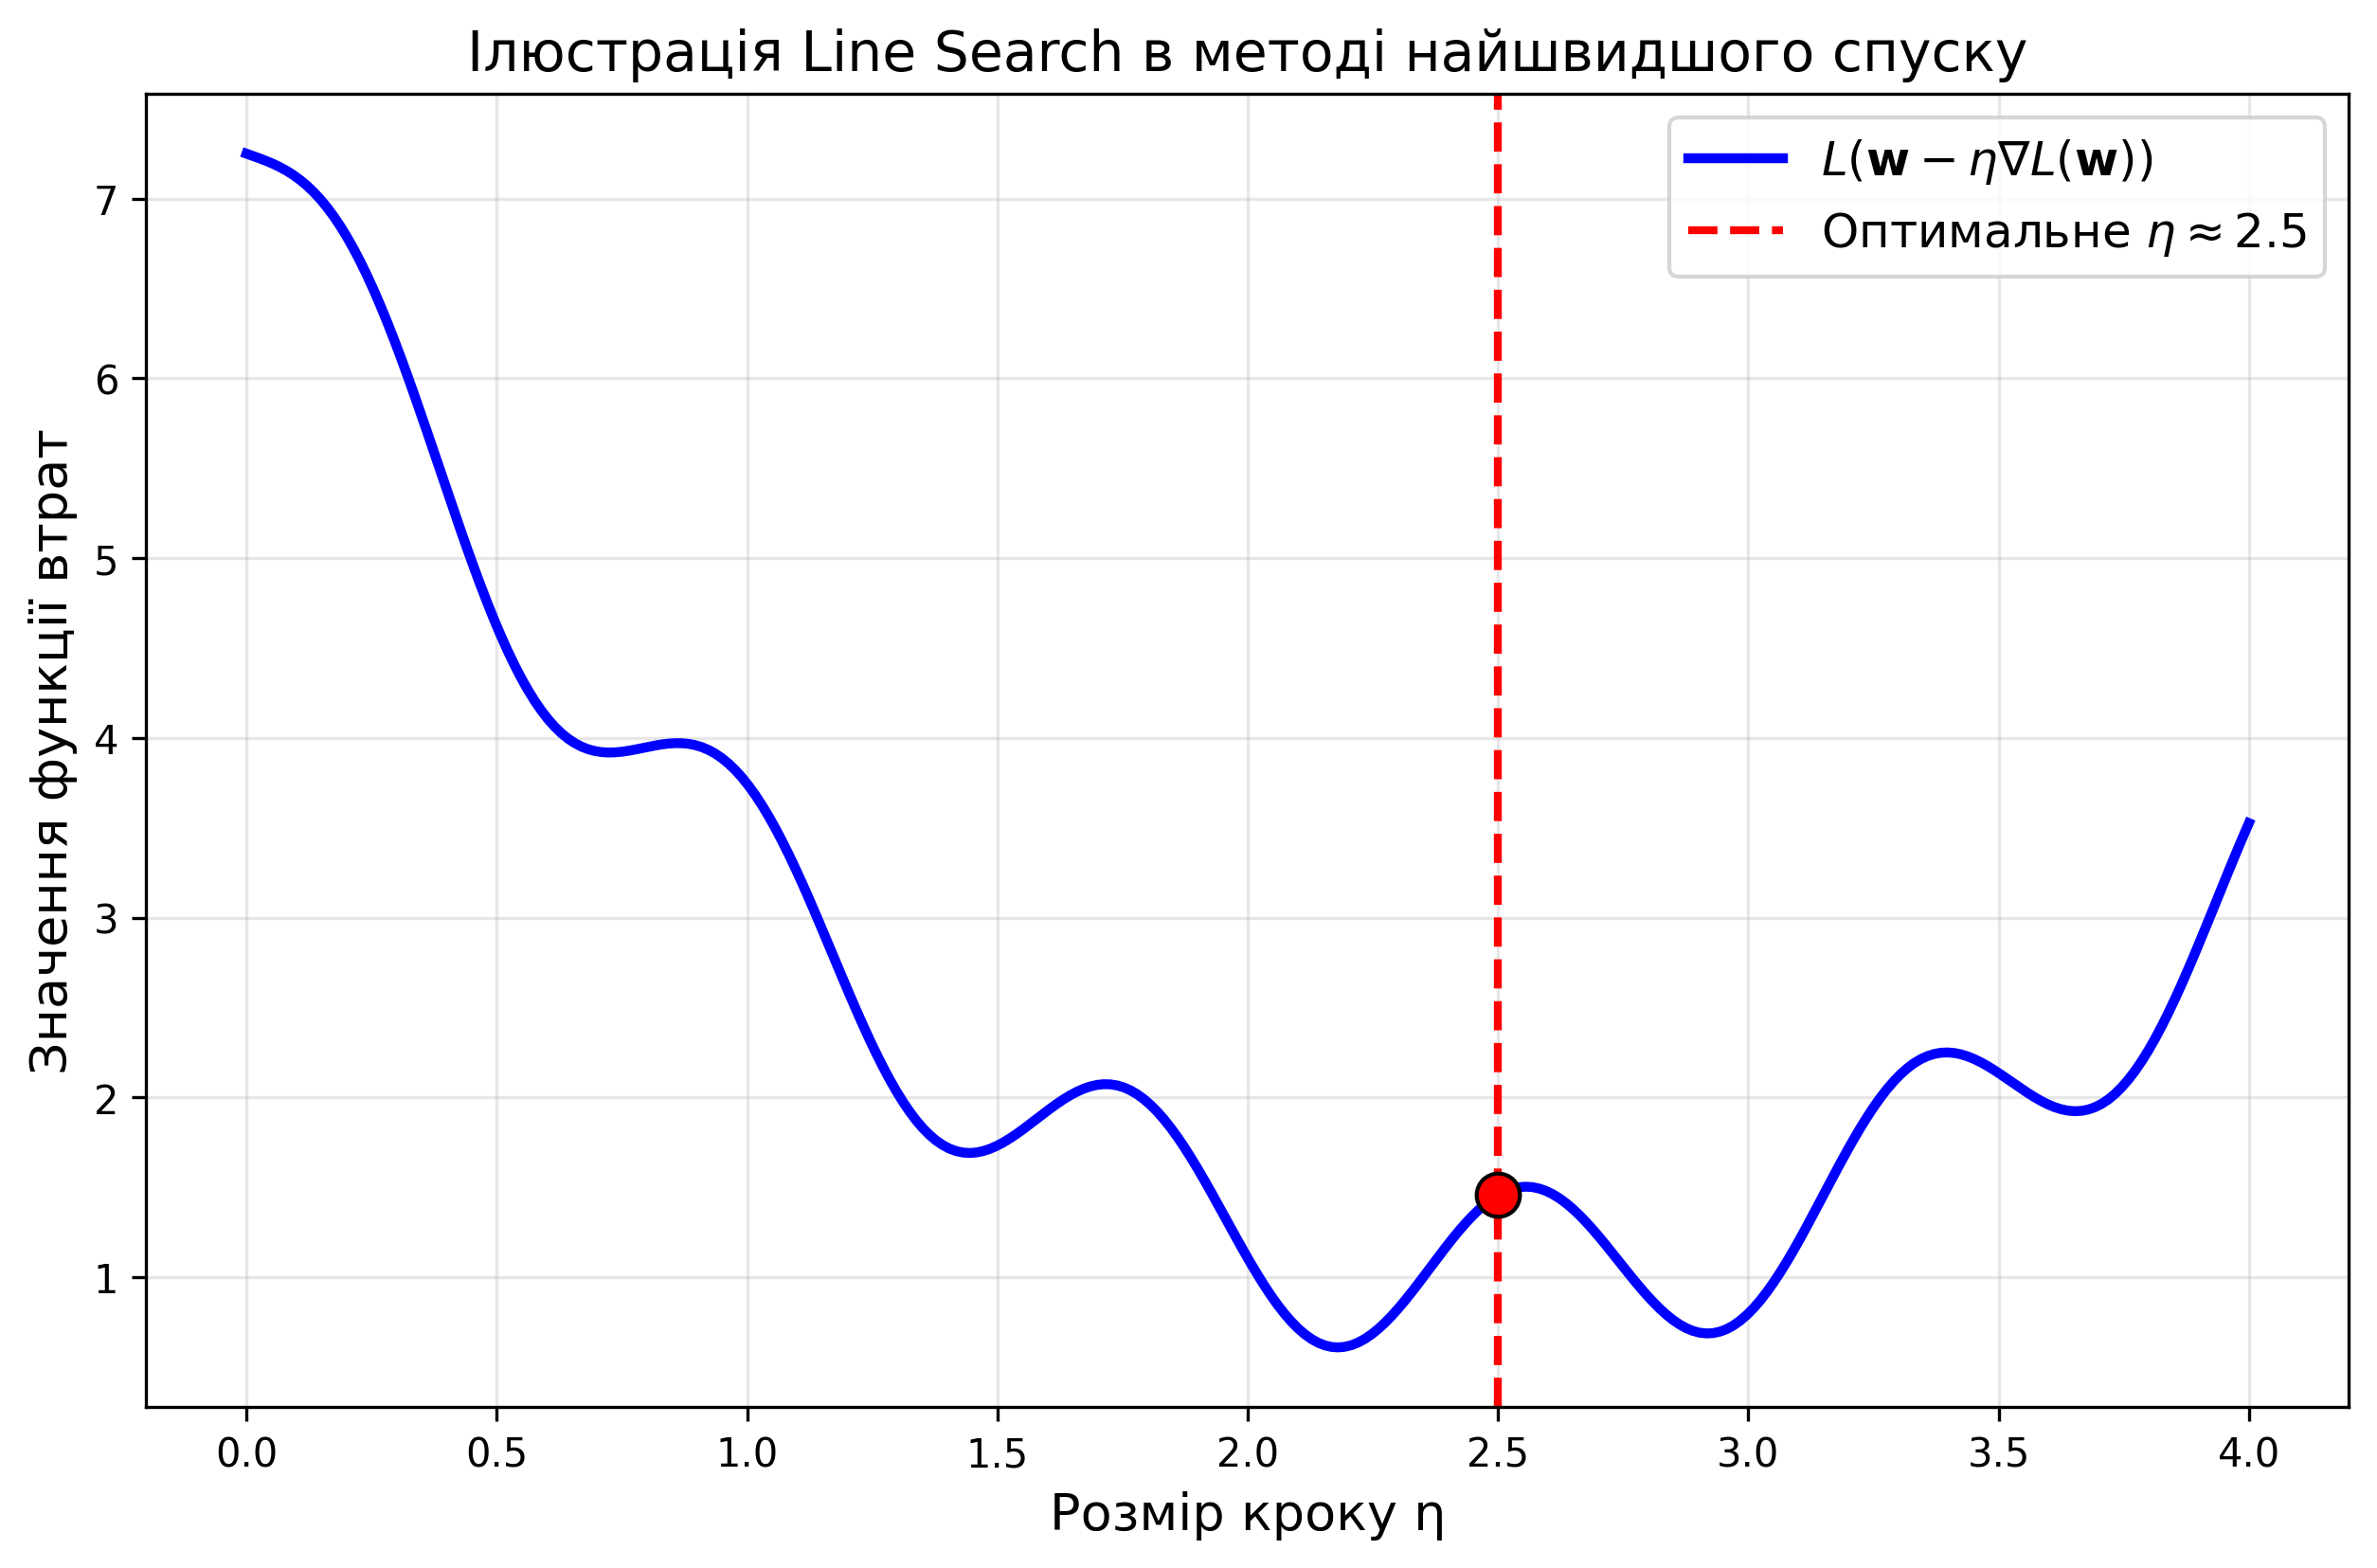 Ілюстрація Line Search в методі найшвидшого спуску
L(w − η∇L(w))
Оптимальне η ≈ 2.5
Значення функції втрат
7
6
5
4
3
2
1
0.0 0.5 1.0 1.5 2.0 2.5 3.0 3.5 4.0
Розмір кроку η